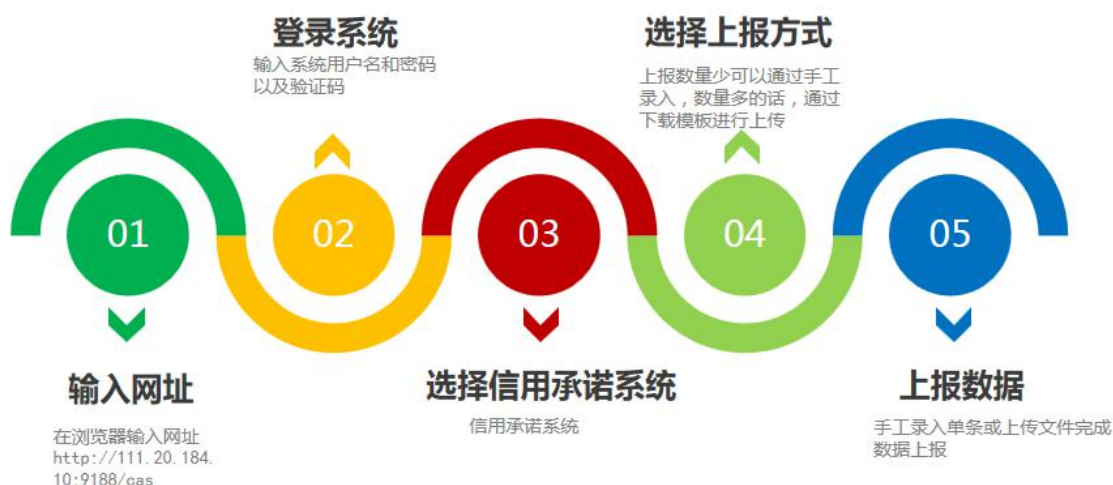 登录系统
输入系统用户名和密码
以及验证码
选择上报方式
上报数量少可以通过手工
录入，数量多的话，通过
下载模板进行上传
01
02
03
04
05
输入网址
在浏览器输入网址
http://111.20.184.
10:9188/cas
选择信用承诺系统
信用承诺系统
上报数据
手工录入单条或上传文件完成
数据上报